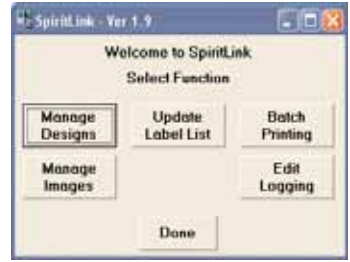 SpiritLink - Ver 1.9
Welcome to SpiritLink
Select Function
Manage Designs
Update Label List
Batch Printing
Manage Images
Edit Logging
Done